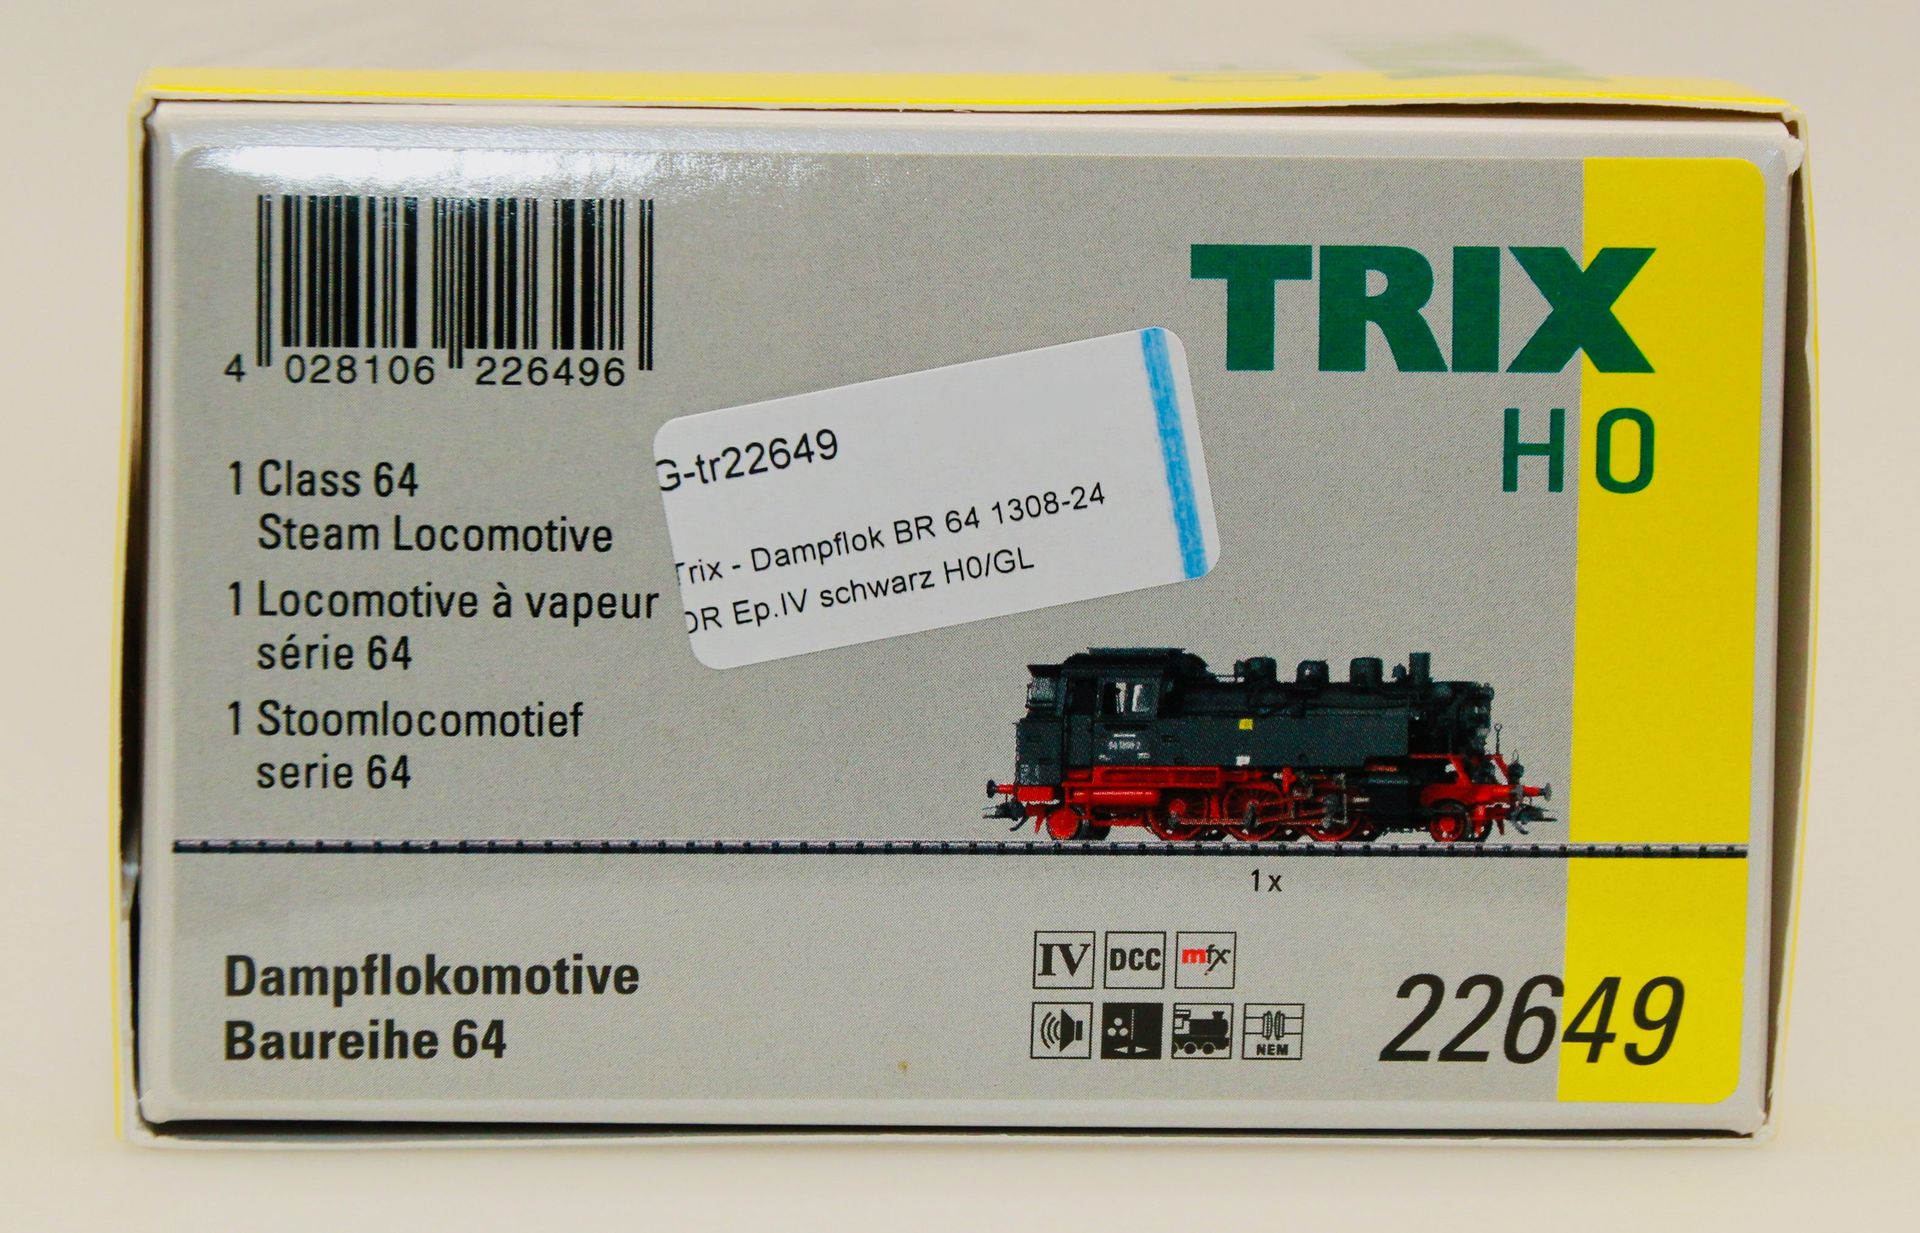 4 028106 226496
TRIX
H0
G-tr22649
Trix - Dampflok BR 64 1308-24
DR Ep.IV schwarz H0/GL
1 Class 64
Steam Locomotive
1 Locomotive à vapeur
série 64
1 Stoomlocomotief
serie 64
1 x
Dampflokomotive
Baureihe 64
IV DCC mfx
NEM
22649